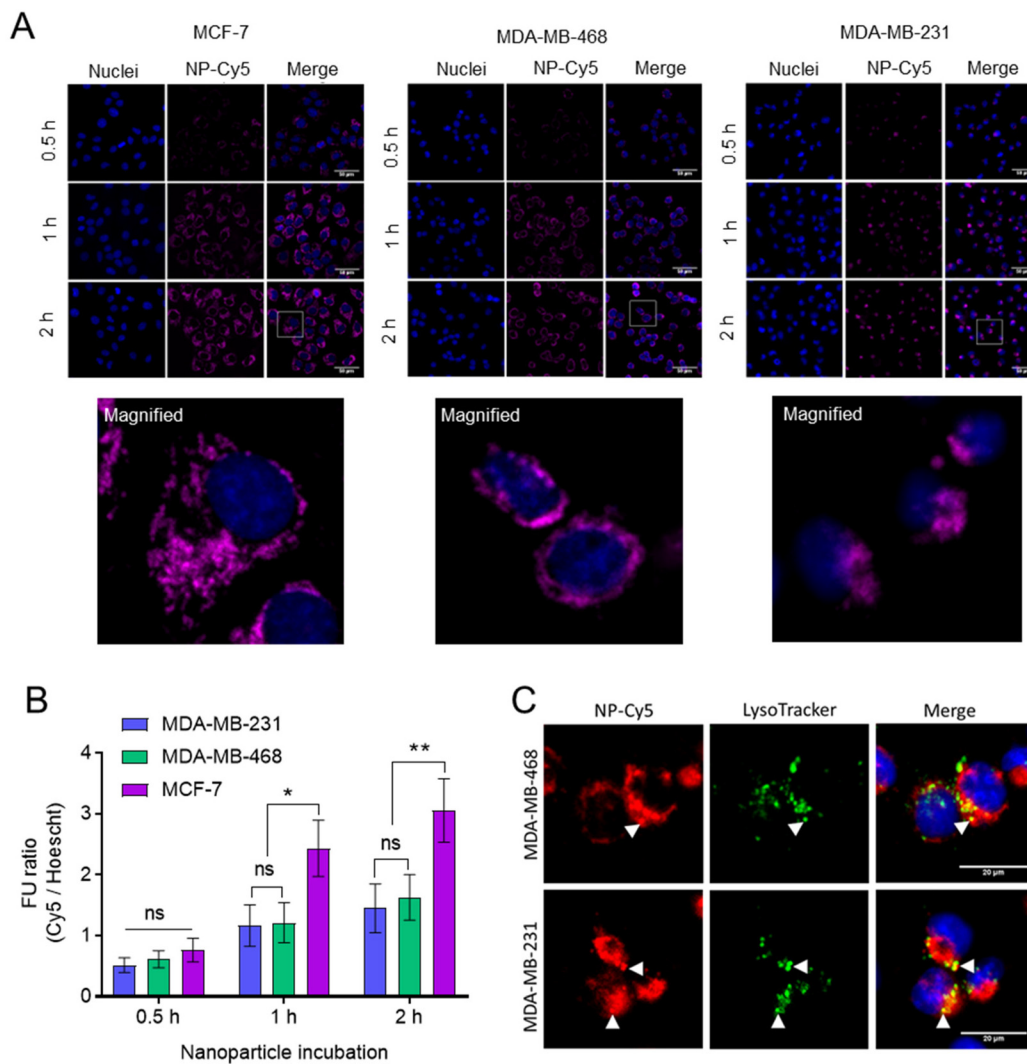 A
MCF-7
MDA-MB-468
MDA-MB-231
Nuclei NP-Cy5 Merge
Nuclei NP-Cy5 Merge
Nuclei NP-Cy5 Merge
0.5 h
0.5 h
0.5 h
1 h
1 h
1 h
2 h
2 h
2 h
Magnified
Magnified
Magnified
B
MDA-MB-231
MDA-MB-468
MCF-7
FU ratio
(Cy5 / Hoescht)
4
3
2
1
0
ns
ns
*
ns
**
0.5 h 1 h 2 h
Nanoparticle incubation
C
NP-Cy5 LysoTracker Merge
MDA-MB-468
20 µm
MDA-MB-231
20 µm